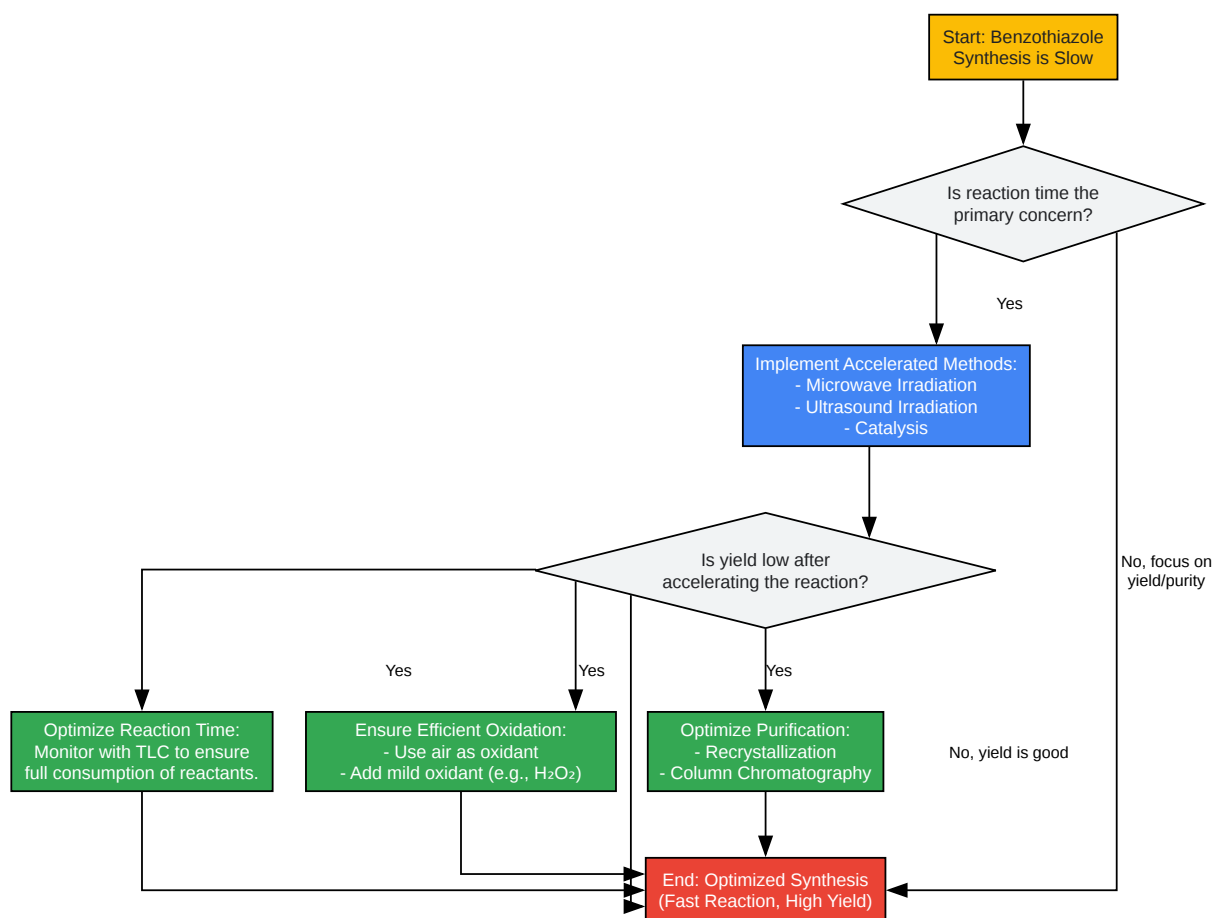 Start: Benzothiazole
Synthesis is Slow
Is reaction time the
primary concern?
Yes
Implement Accelerated Methods:
- Microwave Irradiation
- Ultrasound Irradiation
- Catalysis
No, focus on
yield/purity
Is yield low after
accelerating the reaction?
Yes
Yes
Yes
Optimize Reaction Time:
Monitor with TLC to ensure
full consumption of reactants.
Ensure Efficient Oxidation:
- Use air as oxidant
- Add mild oxidant (e.g., H₂O₂)
Optimize Purification:
- Recrystallization
- Column Chromatography
No, yield is good
End: Optimized Synthesis
(Fast Reaction, High Yield)